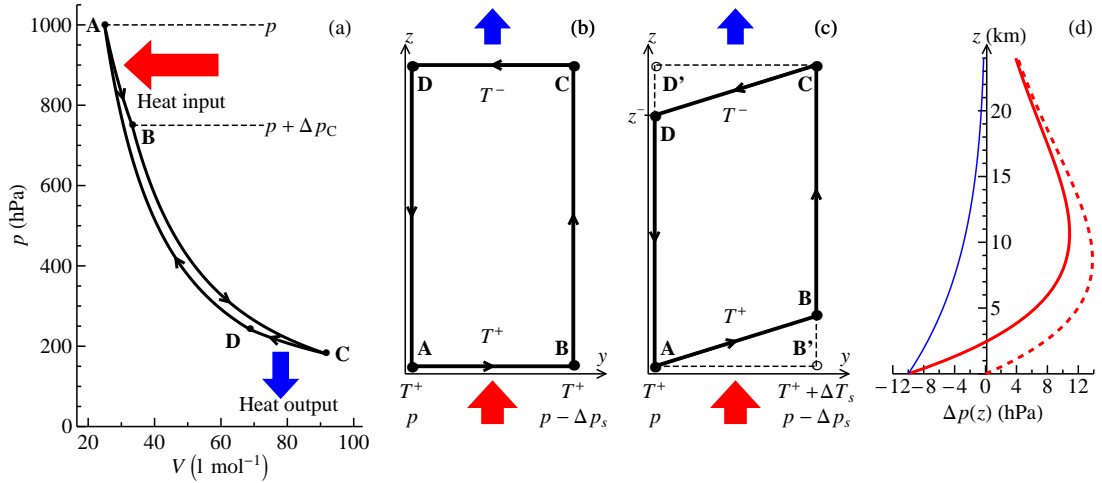 (a)
1000
800
600
400
200
0
p (hPa)
20
40
60
80
100
V (l mol⁻¹)
A
p
Heat input
B
p + Δp_C
D
C
Heat output
(b)
z
D
C
T⁻
T⁺
A
B
y
T⁺
T⁺
p
p − Δp_s
(c)
z
D’
C
z⁻
D
T⁻
B
T⁺
A
B’
y
T⁺
T⁺ + ΔT_s
p
p − Δp_s
z (km)
(d)
20
15
10
5
−12
−8
−4
0
4
8
12
Δp(z) (hPa)